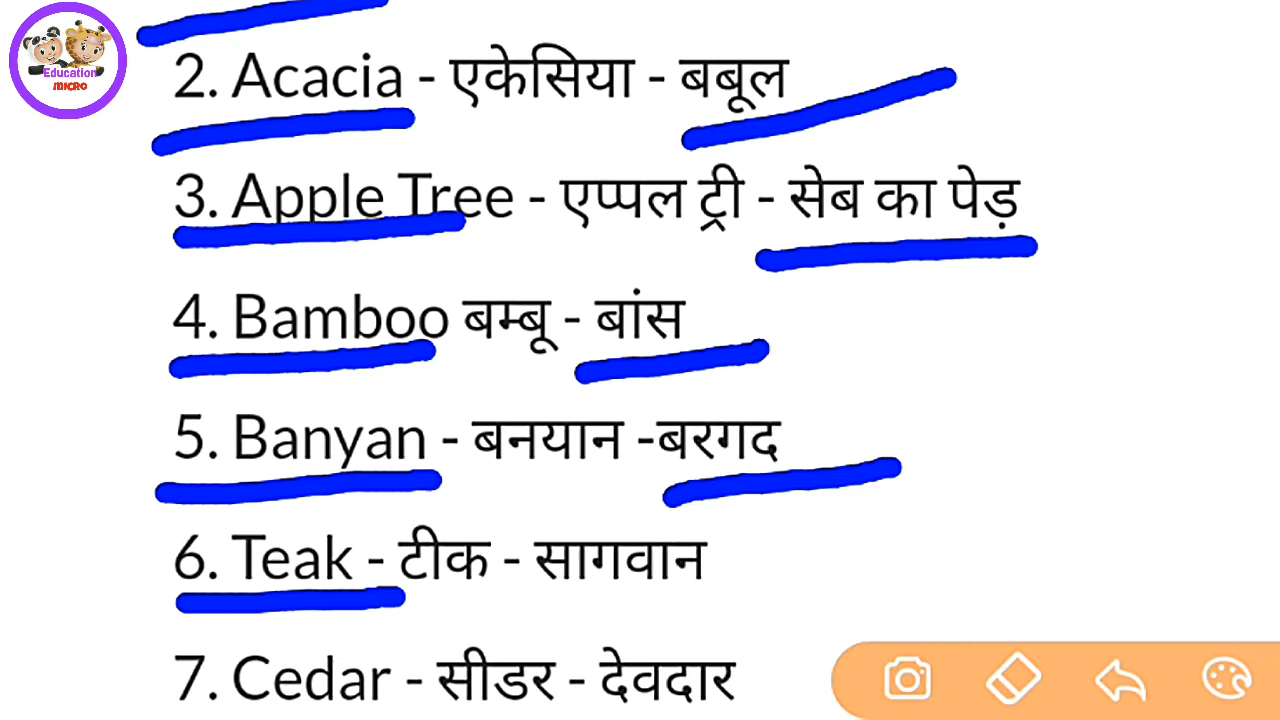 Education
MICRO
2. Acacia - एकेसिया - बबूल
3. Apple Tree - एप्पल ट्री - सेब का पेड़
4. Bamboo बम्बू - बांस
5. Banyan - बनयान -बरगद
6. Teak - टीक - सागवान
7. Cedar - सीडर - देवदार